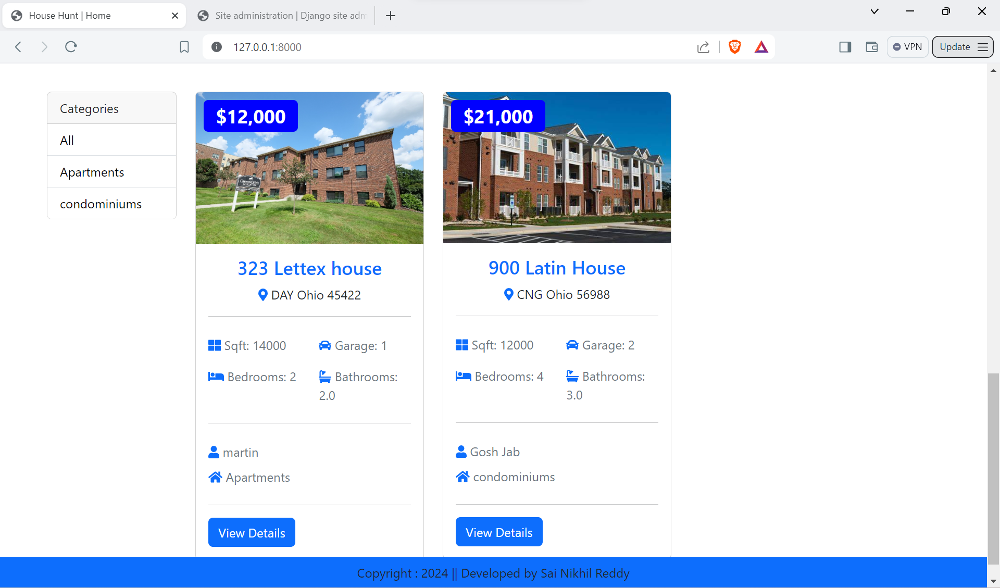 House Hunt | Home
Site administration | Django site adm
127.0.0.1:8000
VPN
Update
Categories
All
Apartments
condominiums
$12,000
323 Lettex house
DAY Ohio 45422
Sqft: 14000
Garage: 1
Bedrooms: 2
Bathrooms:
2.0
martin
Apartments
View Details
$21,000
900 Latin House
CNG Ohio 56988
Sqft: 12000
Garage: 2
Bedrooms: 4
Bathrooms:
3.0
Gosh Jab
condominiums
View Details
Copyright : 2024 || Developed by Sai Nikhil Reddy